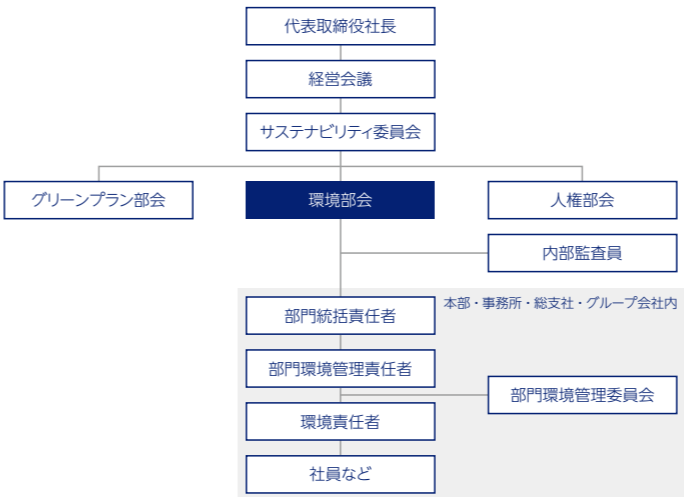 代表取締役社長
経営会議
サステナビリティ委員会
グリーンプラン部会
環境部会
人権部会
内部監査員
本部・事務所・総支社・グループ会社内
部門統括責任者
部門環境管理責任者
部門環境管理委員会
環境責任者
社員など